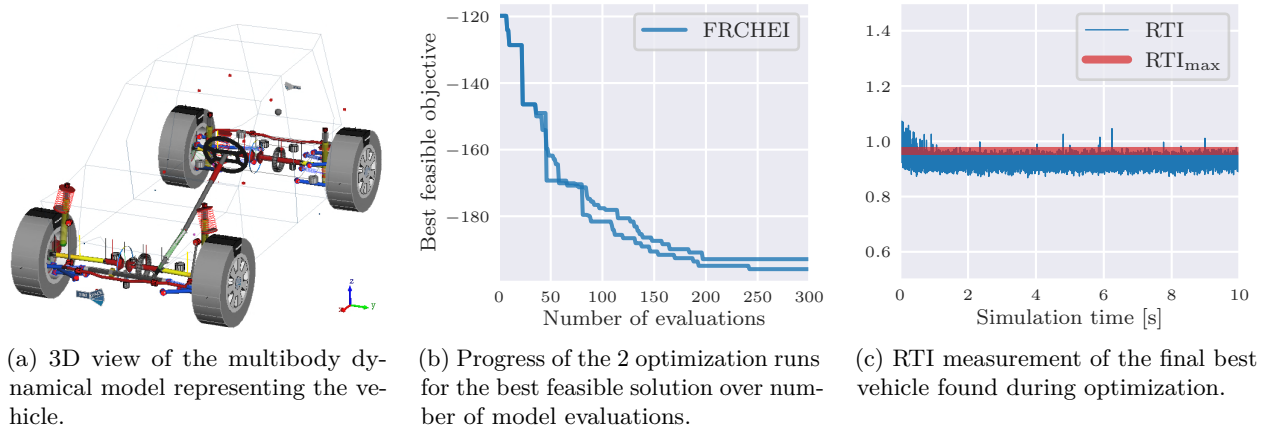 z
x
y
−120
−140
−160
−180
Best feasible objective
FRCHEI
0
50
100
150
200
250
300
Number of evaluations
1.4
1.2
1.0
0.8
0.6
RTI
RTImax
0
2
4
6
8
10
Simulation time [s]
(a) 3D view of the multibody dy-
namical model representing the ve-
hicle.
(b) Progress of the 2 optimization runs
for the best feasible solution over num-
ber of model evaluations.
(c) RTI measurement of the final best
vehicle found during optimization.